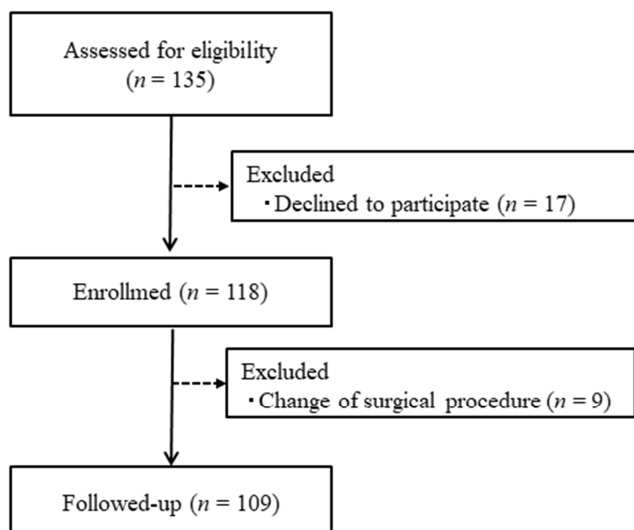 Assessed for eligibility
(n = 135)
Excluded
・Declined to participate (n = 17)
Enrollmed (n = 118)
Excluded
・Change of surgical procedure (n = 9)
Followed-up (n = 109)